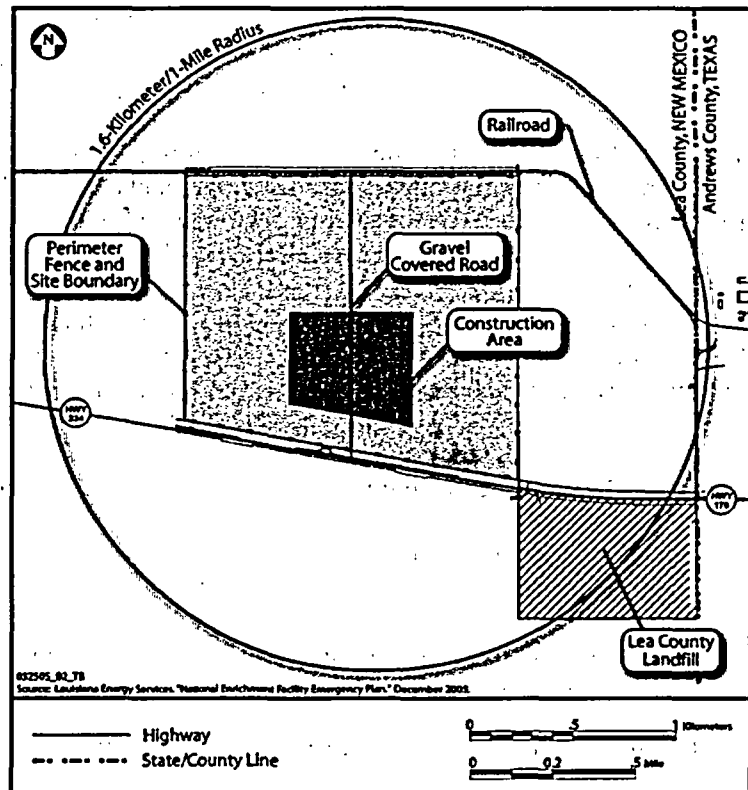 N
1.6-Kilometer/1-Mile Radius
Lea County, NEW MEXICO
Andrews County, TEXAS
Railroad
Perimeter
Fence and
Site Boundary
Gravel
Covered Road
Construction
Area
HWY
234
HWY
176
Lea County
Landfill
032505_02_TB
Source: Louisiana Energy Services. "National Enrichment Facility Emergency Plan." December 2003.
Highway
State/County Line
0 .5 1 Kilometers
0 0.2 .5 Mile